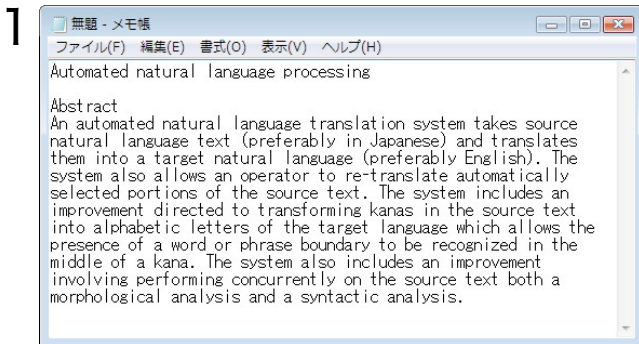 1
無題 - メモ帳
ファイル(F) 編集(E) 書式(O) 表示(V) ヘルプ(H)
Automated natural language processing
Abstract
An automated natural language translation system takes source
natural language text (preferably in Japanese) and translates
them into a target natural language (preferably English). The
system also allows an operator to re-translate automatically
selected portions of the source text. The system includes an
improvement directed to transforming kanas in the source text
into alphabetic letters of the target language which allows the
presence of a word or phrase boundary to be recognized in the
middle of a kana. The system also includes an improvement
involving performing concurrently on the source text both a
morphological analysis and a syntactic analysis.